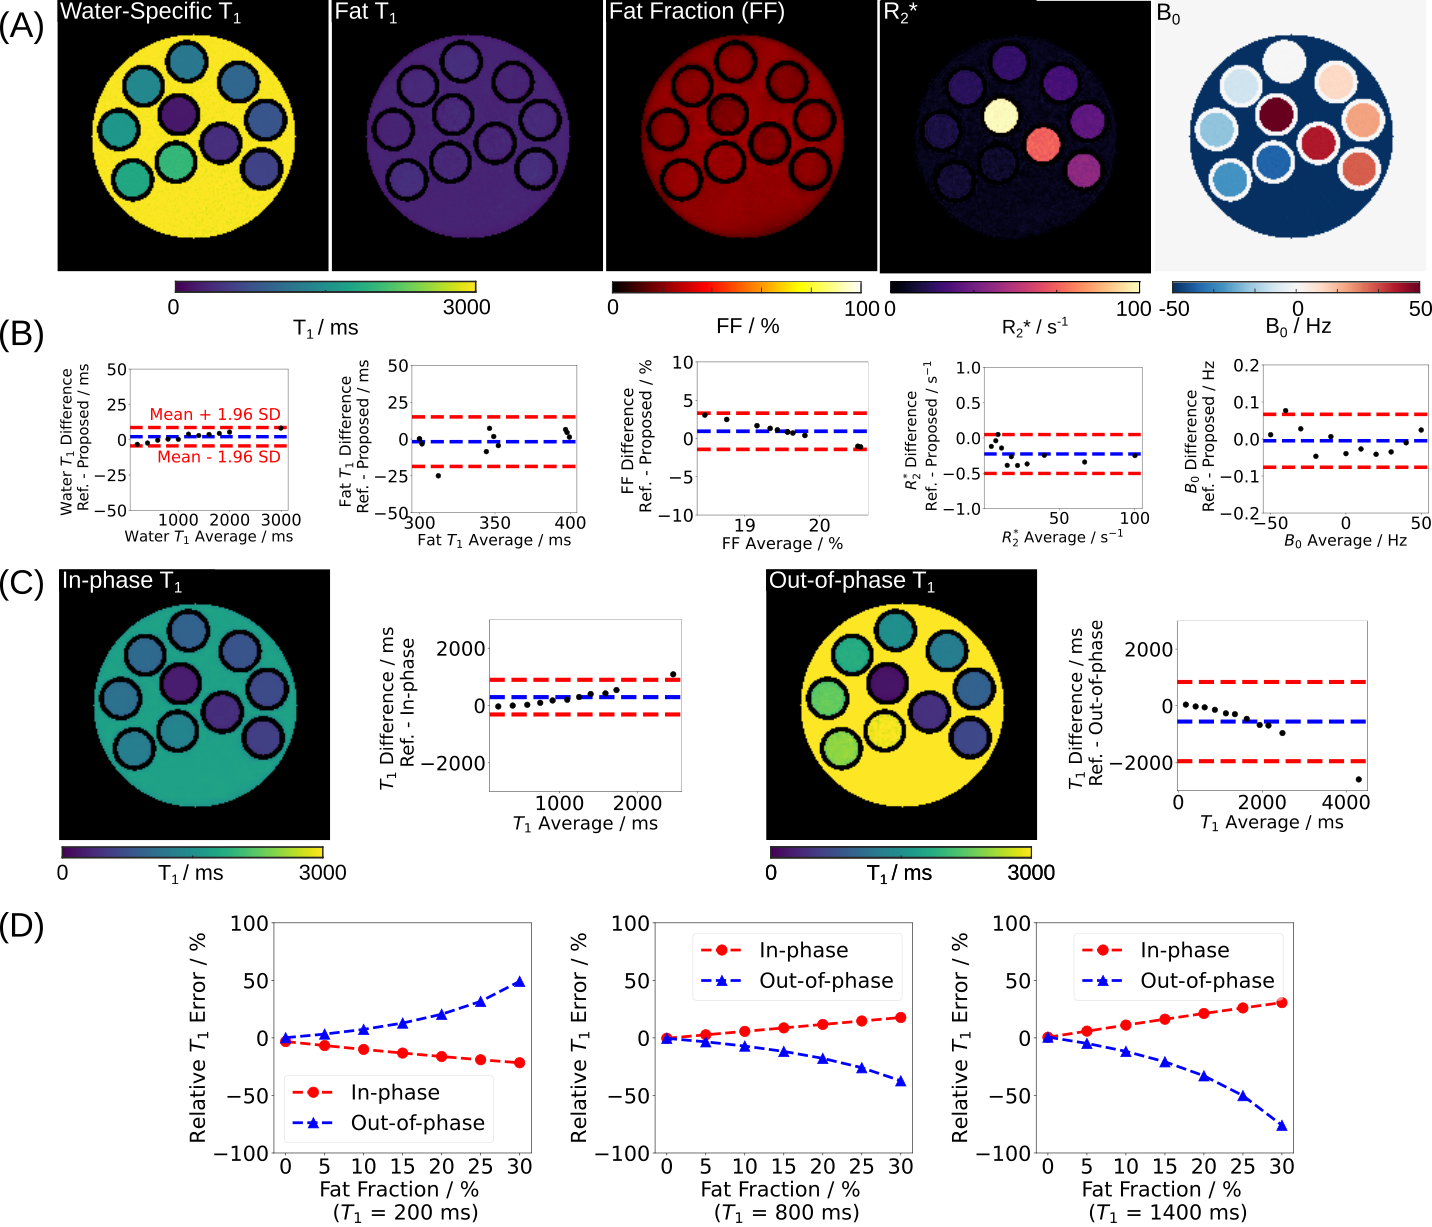 (A)
Water-Specific T1
Fat T1
Fat Fraction (FF)
R2*
B0
0 3000
T1 / ms
0 100
FF / %
0 100
R2* / s-1
-50 0 50
B0 / Hz
(B)
Water T1 Difference
Ref. - Proposed / ms
50
25
0
−25
−50
Mean + 1.96 SD
Mean - 1.96 SD
1000 2000 3000
Water T1 Average / ms
Fat T1 Difference
Ref. - Proposed / ms
50
25
0
−25
−50
300 350 400
Fat T1 Average / ms
FF Difference
Ref. - Proposed / %
10
5
0
−5
−10
19 20
FF Average / %
R2* Difference
Ref. - Proposed / s−1
1.0
0.5
0.0
−0.5
−1.0
50 100
R2* Average / s−1
B0 Difference
Ref. - Proposed / Hz
0.2
0.1
0.0
−0.1
−0.2
−50 0 50
B0 Average / Hz
(C)
In-phase T1
0 3000
T1 / ms
T1 Difference / ms
Ref. - In-phase
2000
0
−2000
1000 2000
T1 Average / ms
Out-of-phase T1
0 3000
T1 / ms
T1 Difference / ms
Ref. - Out-of-phase
2000
0
−2000
0 2000 4000
T1 Average / ms
(D)
Relative T1 Error / %
100
50
0
−50
−100
In-phase
Out-of-phase
0 5 10 15 20 25 30
Fat Fraction / %
(T1 = 200 ms)
Relative T1 Error / %
100
50
0
−50
−100
In-phase
Out-of-phase
0 5 10 15 20 25 30
Fat Fraction / %
(T1 = 800 ms)
Relative T1 Error / %
100
50
0
−50
−100
In-phase
Out-of-phase
0 5 10 15 20 25 30
Fat Fraction / %
(T1 = 1400 ms)